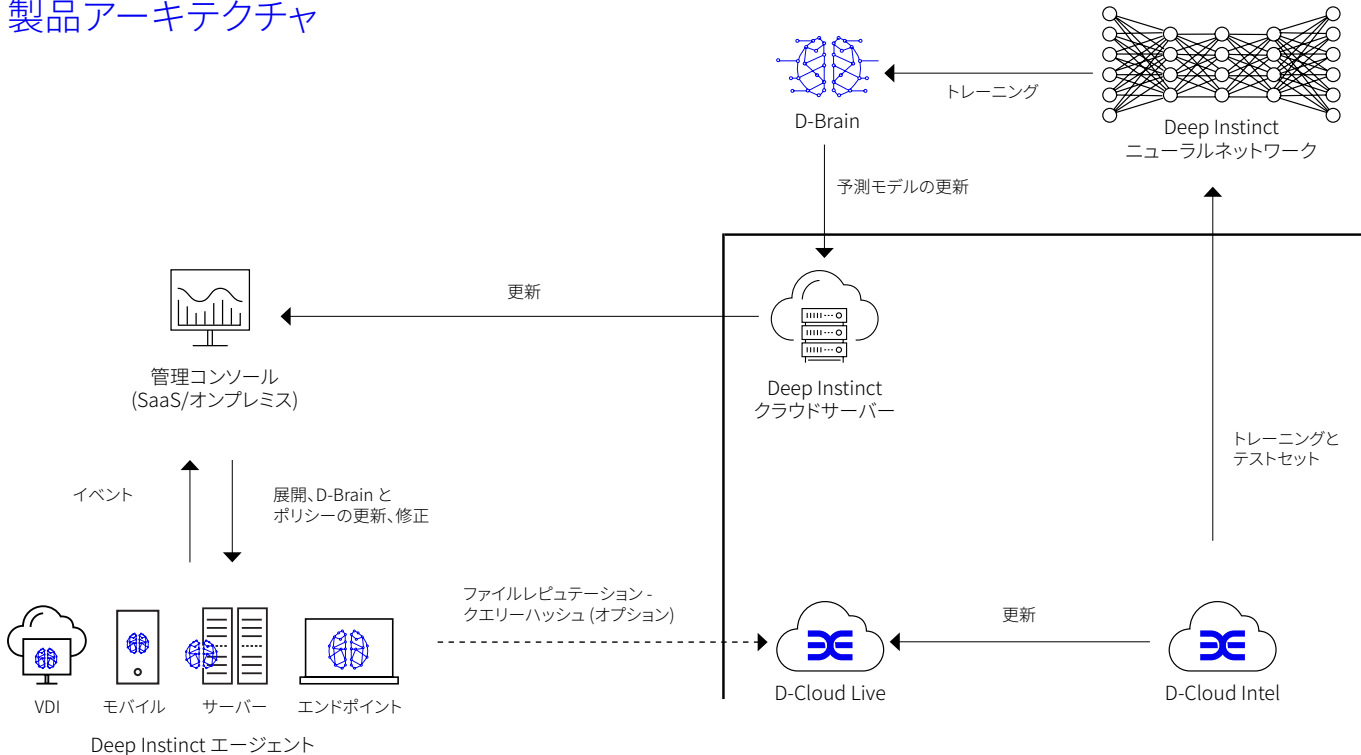 製品アーキテクチャ
D-Brain
トレーニング
Deep Instinct
ニューラルネットワーク
予測モデルの更新
更新
管理コンソール
(SaaS/オンプレミス)
Deep Instinct
クラウドサーバー
トレーニングと
テストセット
イベント
展開、D-Brain と
ポリシーの更新、修正
ファイルレピュテーション -
クエリーハッシュ (オプション)
更新
VDI
モバイル
サーバー
エンドポイント
D-Cloud Live
D-Cloud Intel
Deep Instinct エージェント